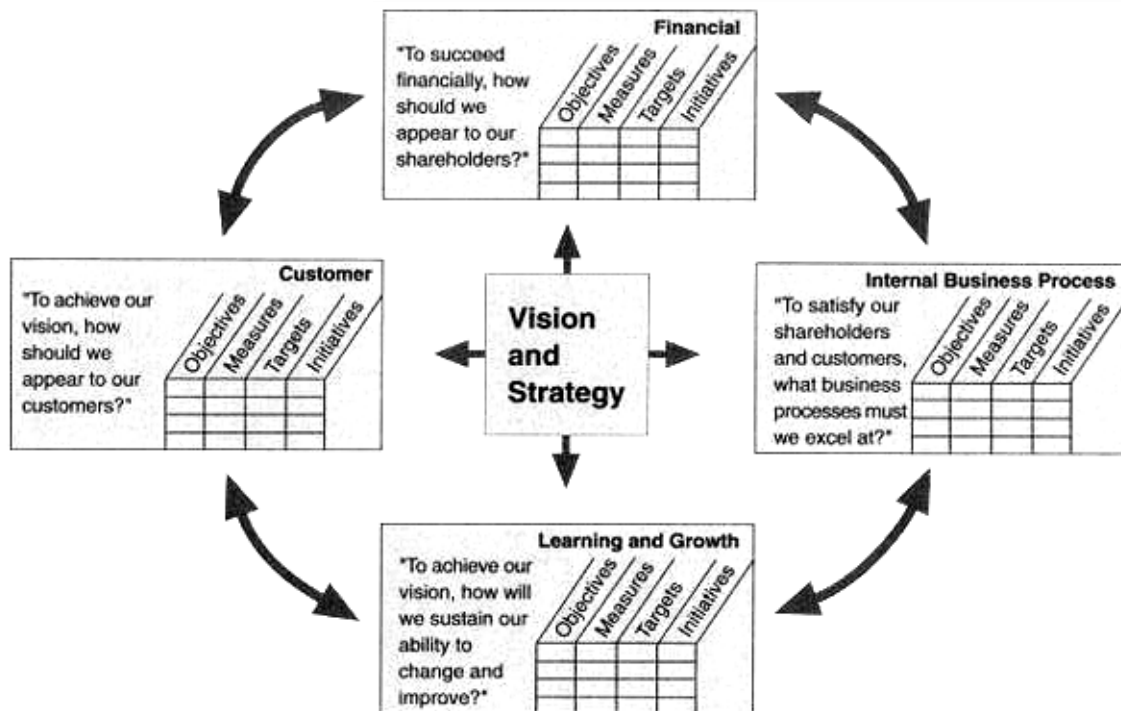 Financial
"To succeed
financially, how
should we
appear to our
shareholders?"
Objectives
Measures
Targets
Initiatives
Customer
"To achieve our
vision, how
should we
appear to our
customers?"
Objectives
Measures
Targets
Initiatives
Vision
and
Strategy
Internal Business Process
"To satisfy our
shareholders
and customers,
what business
processes must
we excel at?"
Objectives
Measures
Targets
Initiatives
Learning and Growth
"To achieve our
vision, how will
we sustain our
ability to
change and
improve?"
Objectives
Measures
Targets
Initiatives